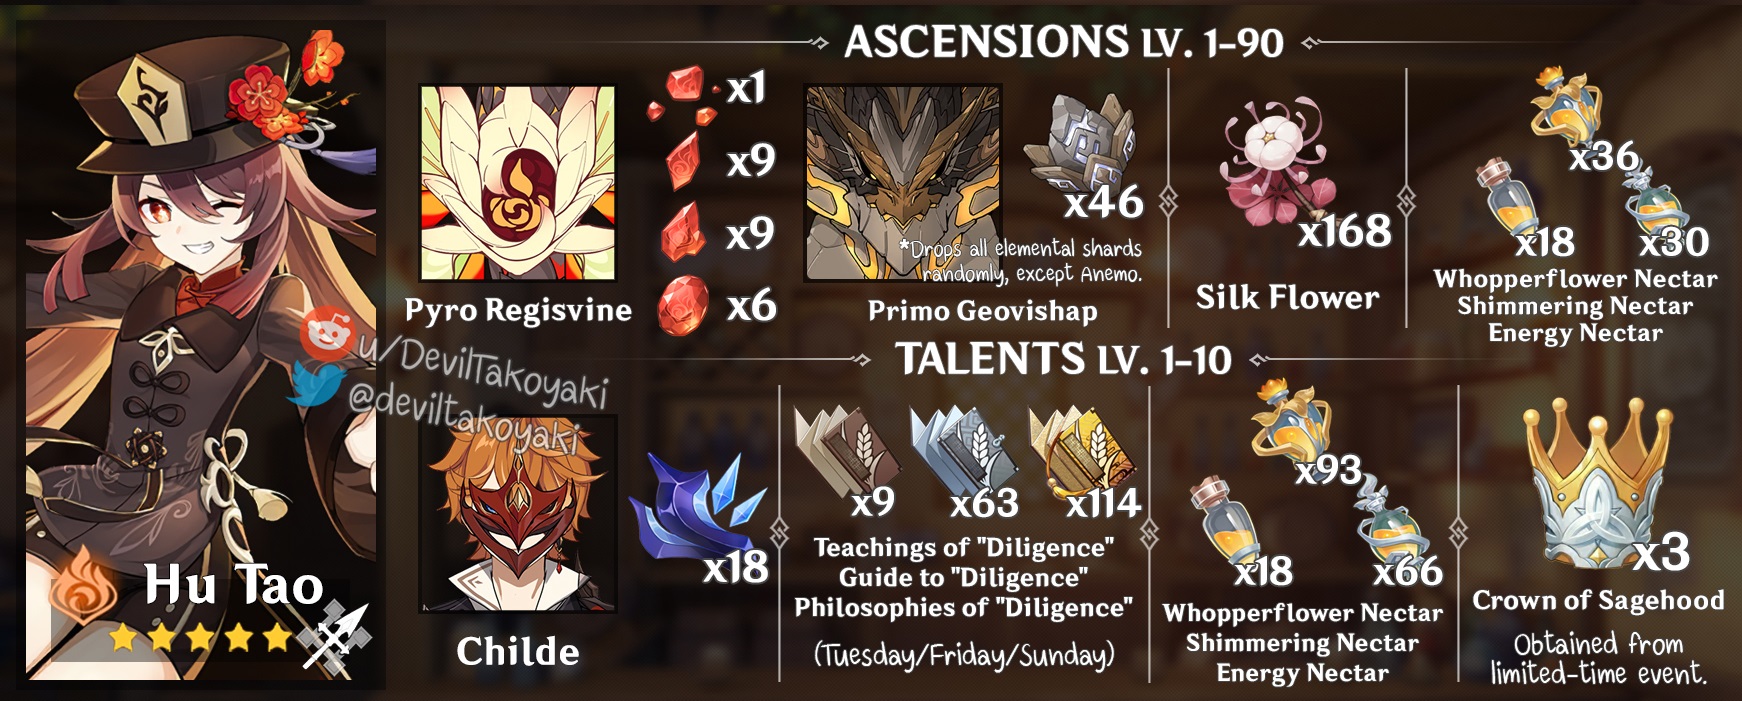 ASCENSIONS LV. 1-90
x1
x9
x9
x6
Pyro Regisvine
x46
*Drops all elemental shards
randomly, except Anemo.
Primo Geovishap
x168
Silk Flower
x36
x18
x30
Whopperflower Nectar
Shimmering Nectar
Energy Nectar
u/DevilTakoyaki
@deviltakoyaki
Hu Tao
TALENTS LV. 1-10
Childe
x18
x9
x63
x114
Teachings of "Diligence"
Guide to "Diligence"
Philosophies of "Diligence"
(Tuesday/Friday/Sunday)
x93
x18
x66
Whopperflower Nectar
Shimmering Nectar
Energy Nectar
x3
Crown of Sagehood
Obtained from
limited-time event.